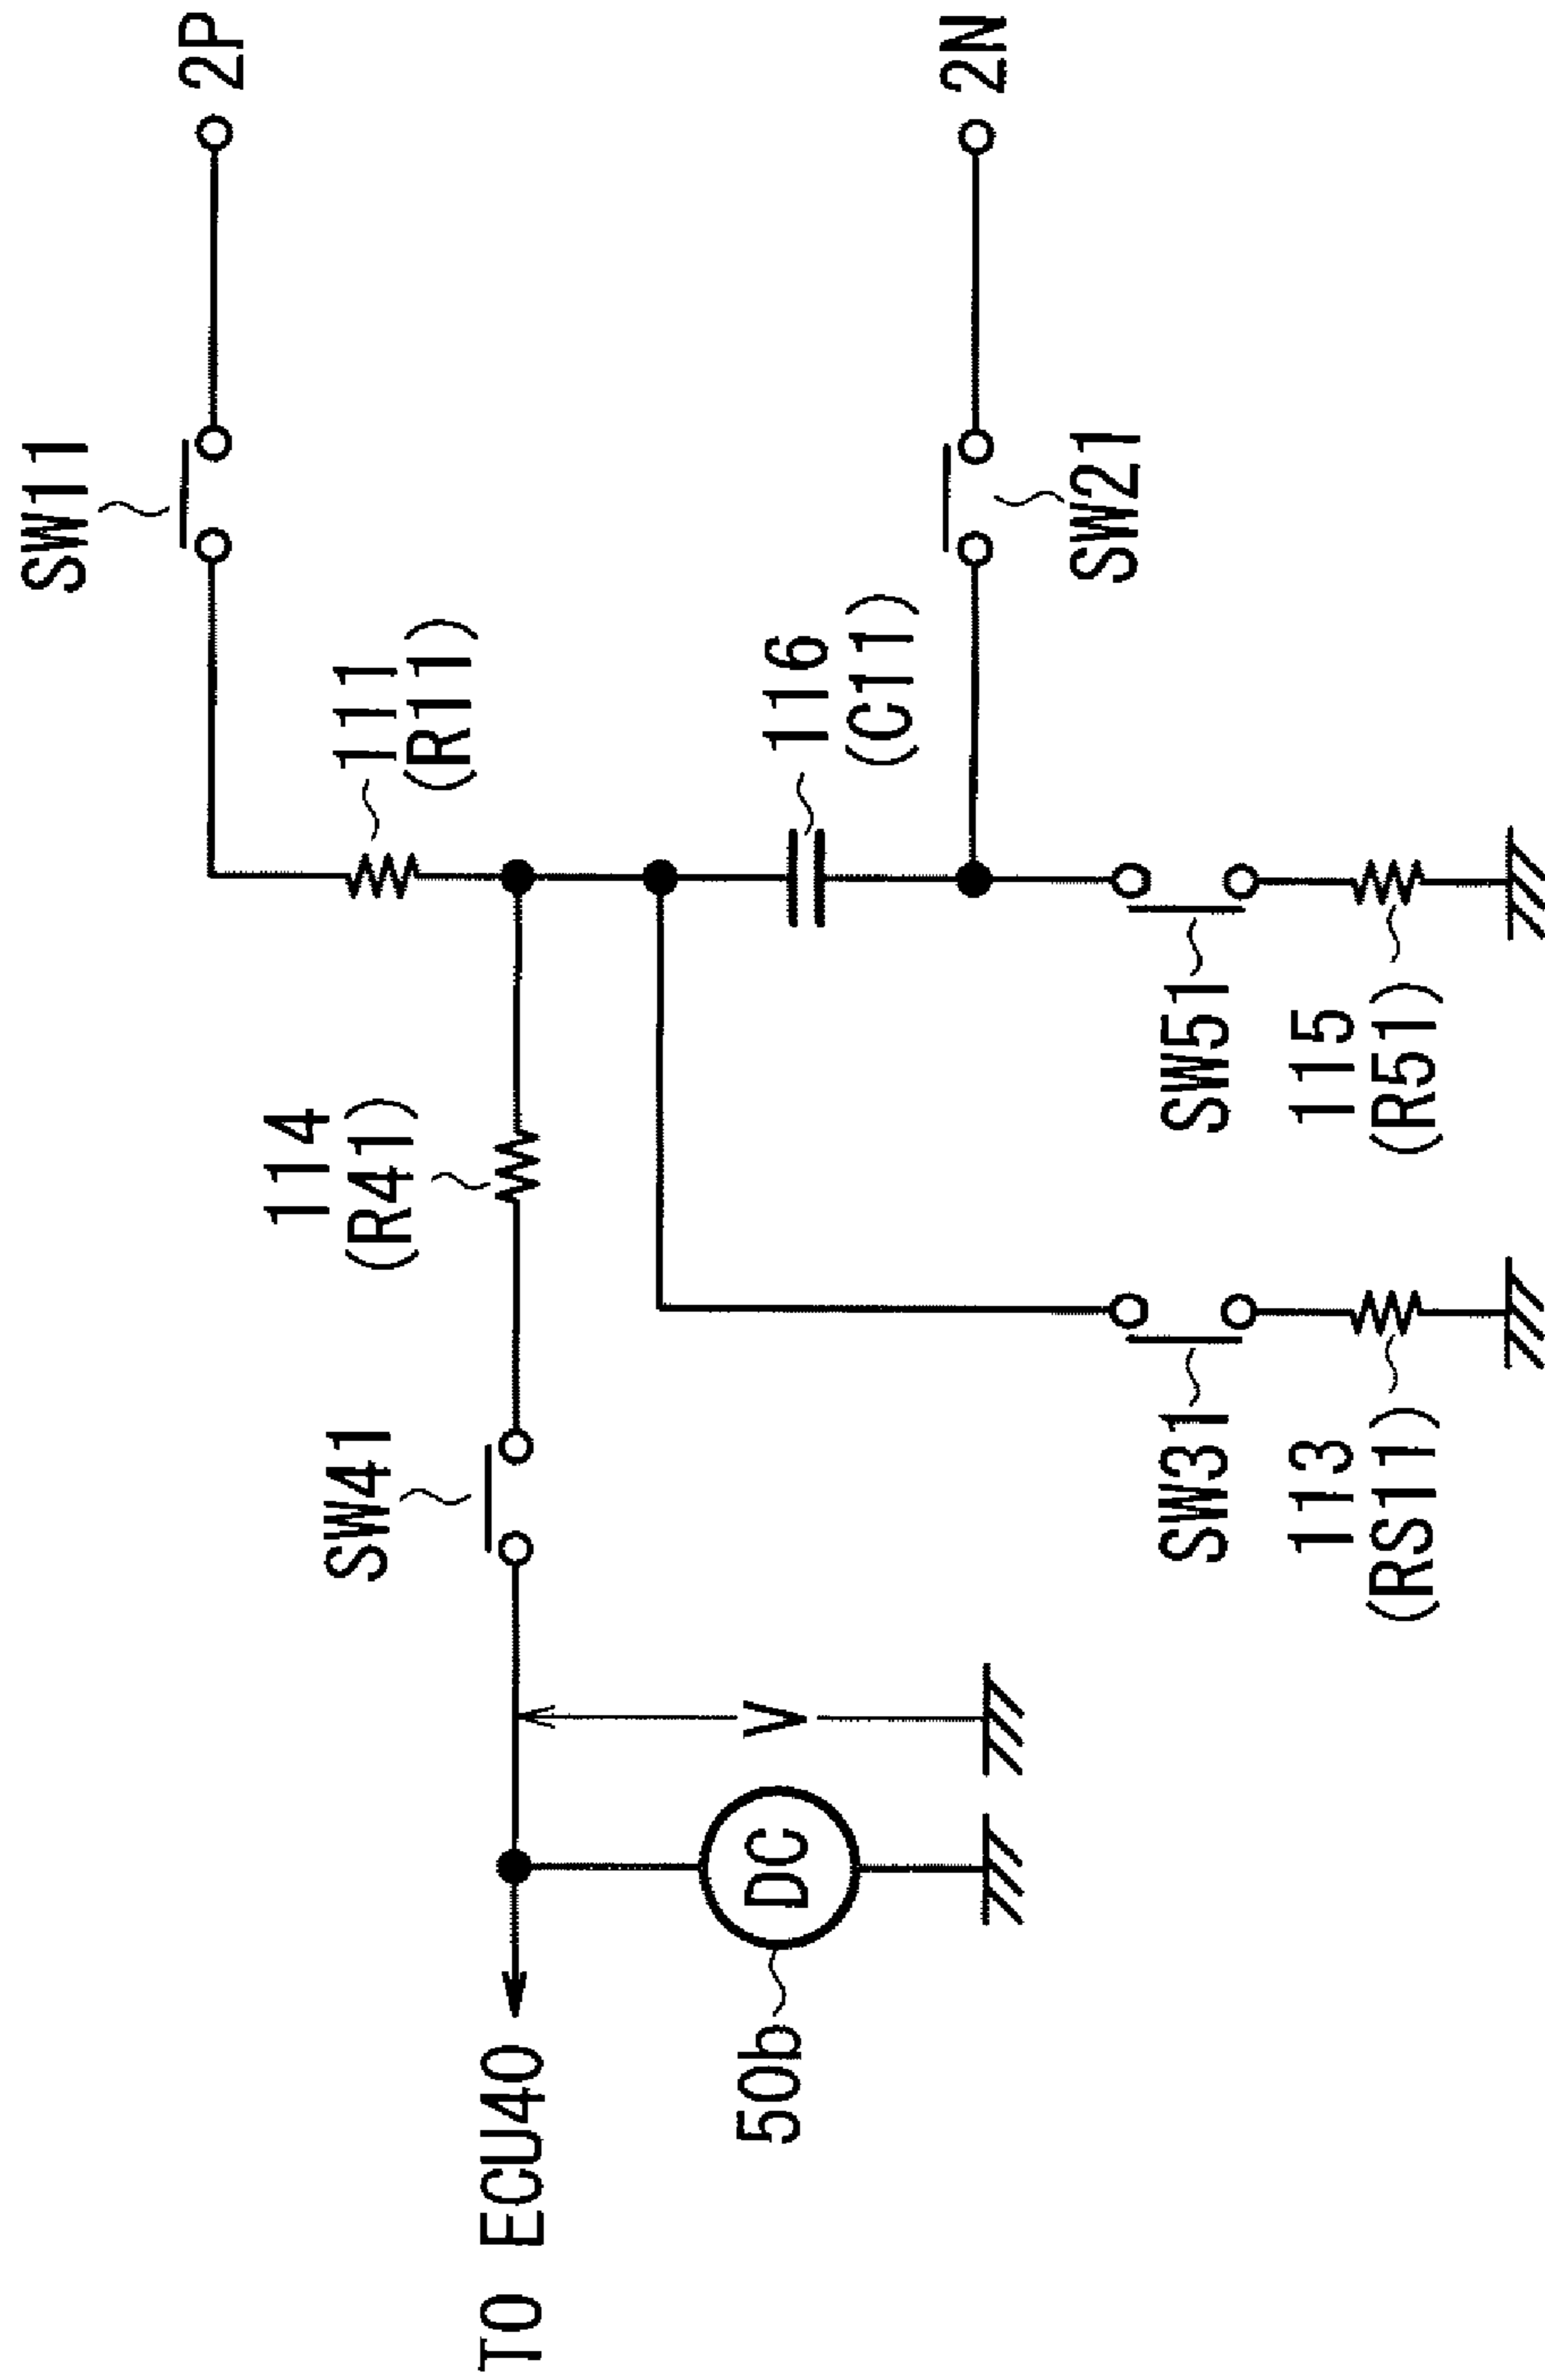 SW11
2P
111
(R11)
114
(R41)
SW41
TO ECU40
116
(C11)
2N
V
DC
50b
SW21
SW51
SW31
115
(R51)
113
(RS11)